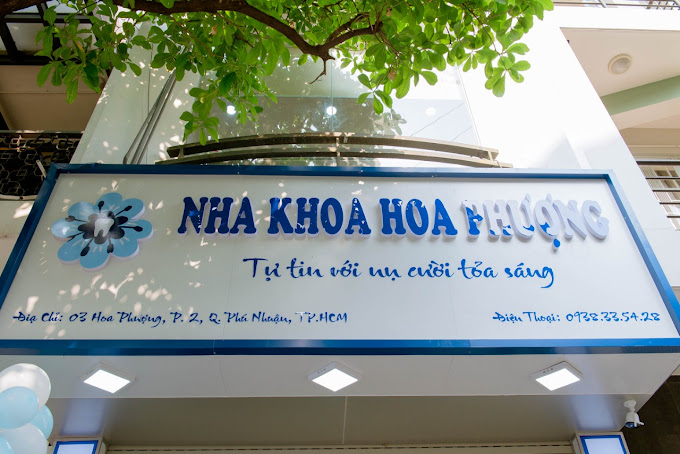 NHA KHOA HOA PHƯỢNG
Tự tin với nụ cười tỏa sáng
Địa Chỉ: 03 Hoa Phượng, P. 2, Q. Phú Nhuận, TP.HCM
Điện Thoại: 0938.33.54.28